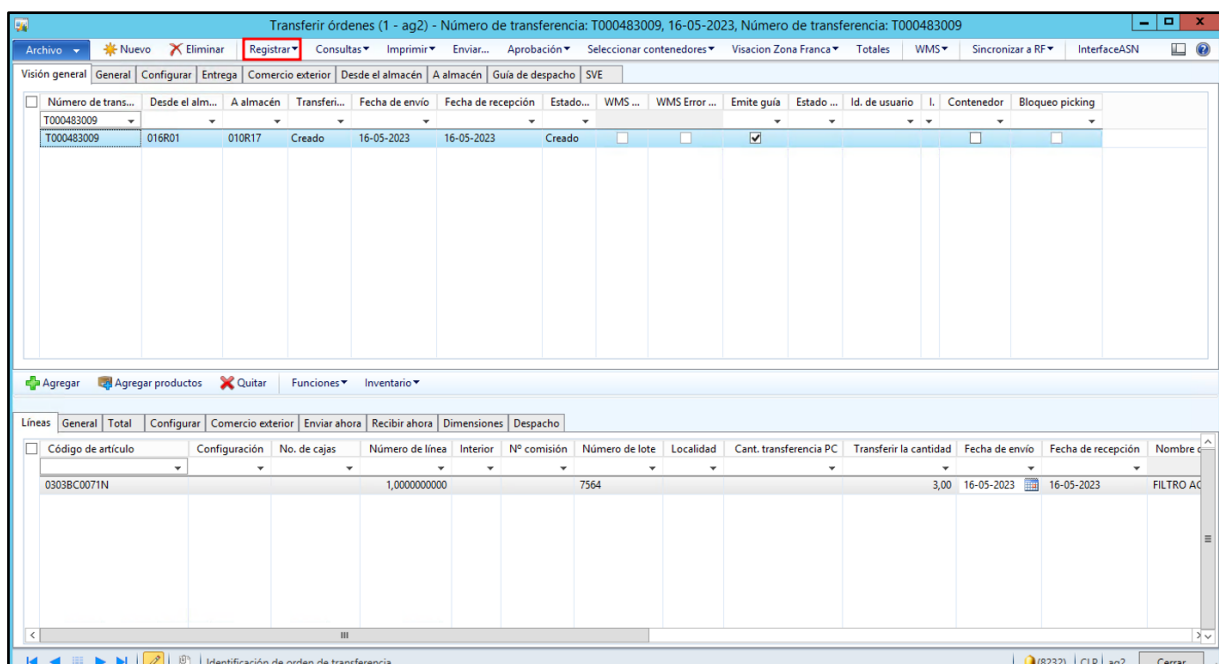 Transferir órdenes (1 - ag2) - Número de transferencia: T000483009, 16-05-2023, Número de transferencia: T000483009
Archivo Nuevo Eliminar Registrar Consultas Imprimir Enviar... Aprobación Seleccionar contenedores Visacion Zona Franca Totales WMS Sincronizar a RF InterfaceASN
Visión general General Configurar Entrega Comercio exterior Desde el almacén A almacén Guía de despacho SVE
Número de trans... Desde el alm... A almacén Transferi... Fecha de envío Fecha de recepción Estado... WMS ... WMS Error ... Emite guía Estado ... Id. de usuario I. Contenedor Bloqueo picking
T000483009
T000483009 016R01 010R17 Creado 16-05-2023 16-05-2023 Creado
Agregar Agregar productos Quitar Funciones Inventario
Líneas General Total Configurar Comercio exterior Enviar ahora Recibir ahora Dimensiones Despacho
Código de artículo Configuración No. de cajas Número de línea Interior Nº comisión Número de lote Localidad Cant. transferencia PC Transferir la cantidad Fecha de envío Fecha de recepción Nombre
0303BC0071N 1,0000000000 7564 3,00 16-05-2023 16-05-2023 FILTRO
Identificación de orden de transferencia (8232) CLP ag2 Cerrar